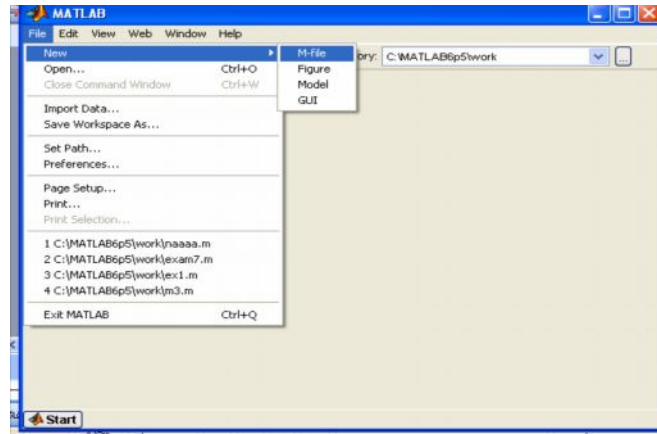 MATLAB
File Edit View Web Window Help
New M-File ory: C:\MATLAB6p5\work ...
Open... Ctrl+O Figure
Close Command Window Ctrl+W Model
GUI
Import Data...
Save Workspace As...
Set Path...
Preferences...
Page Setup...
Print...
Print Selection...
1 C:\MATLAB6p5\work\naaaa.m
2 C:\MATLAB6p5\work\exam7.m
3 C:\MATLAB6p5\work\ex1.m
4 C:\MATLAB6p5\work\m3.m
Exit MATLAB Ctrl+Q
Start